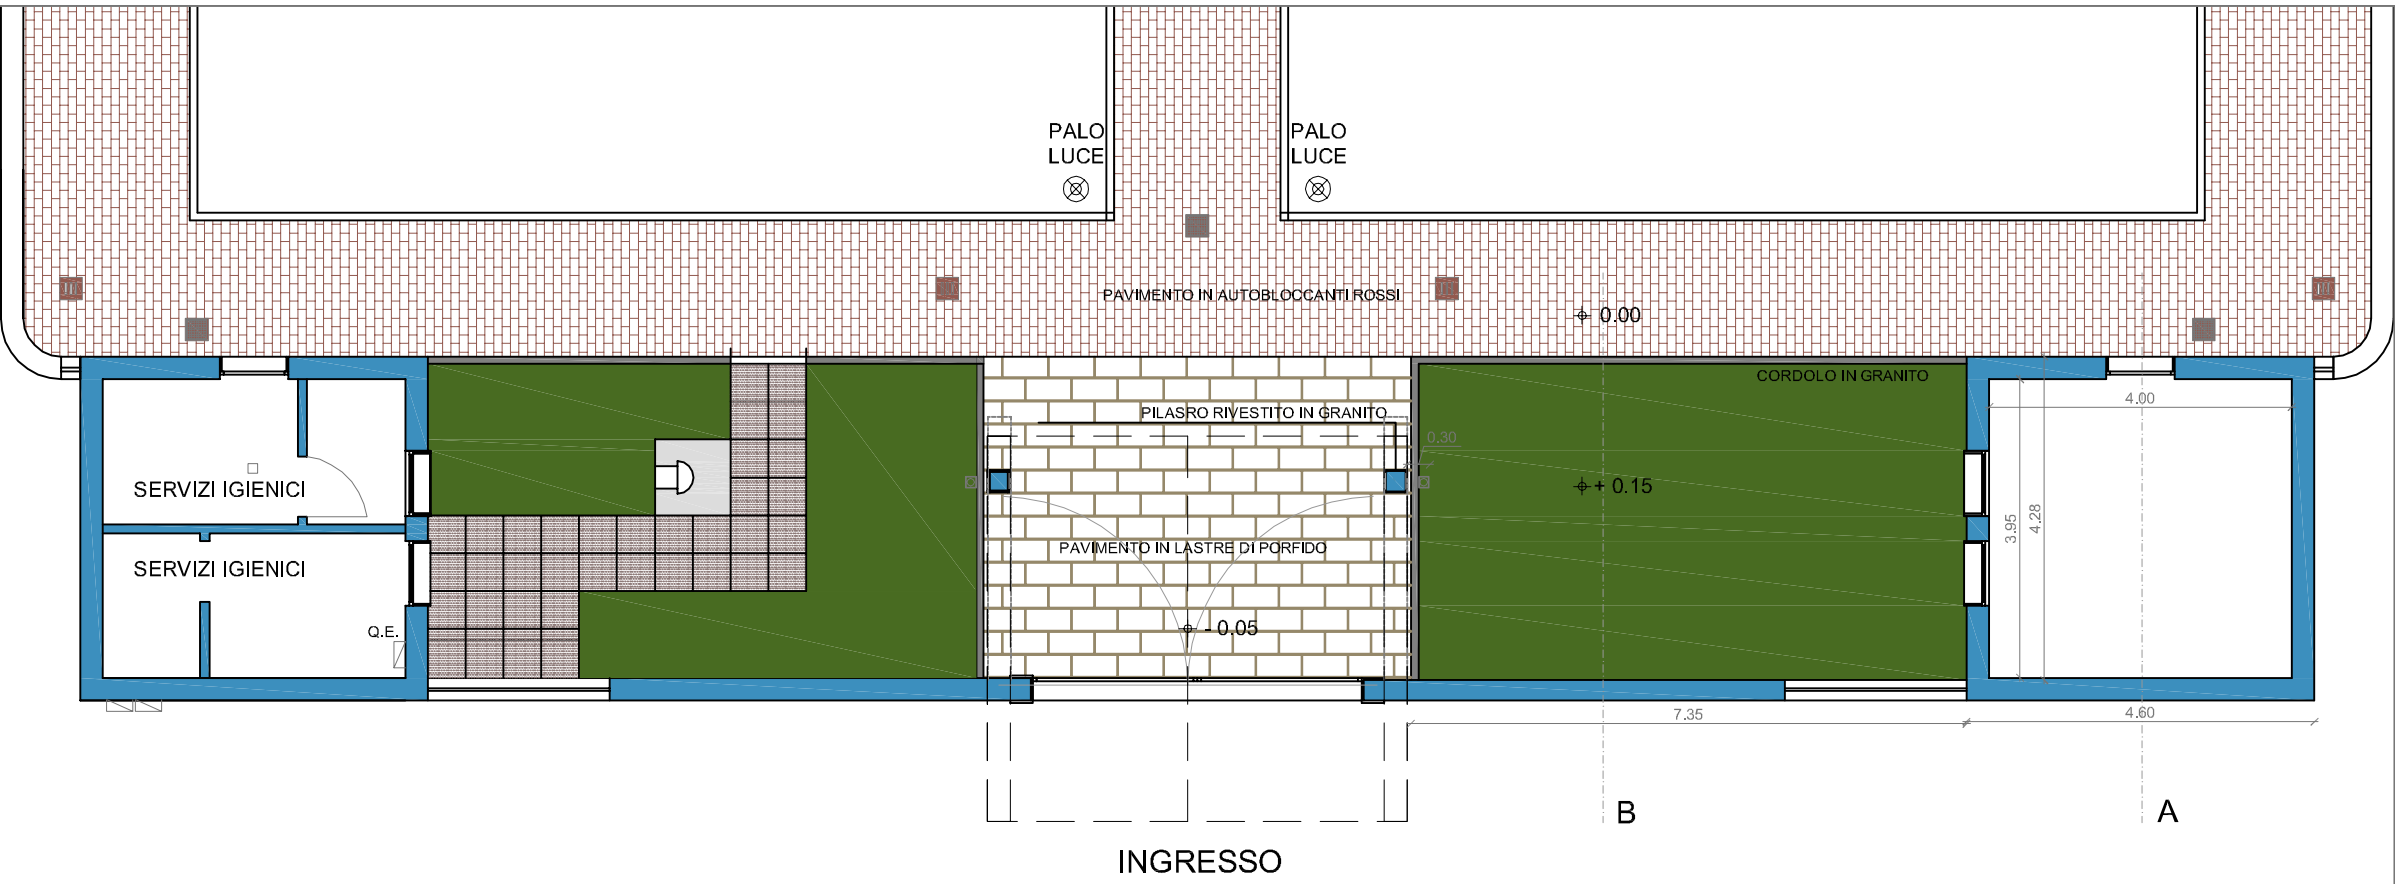 PALO
LUCE
PALO
LUCE
PAVIMENTO IN AUTOBLOCCANTI ROSSI
0.00
CORDOLO IN GRANITO
4.00
PILASRO RIVESTITO IN GRANITO
0.30
SERVIZI IGIENICI
+ 0.15
3.95
4.28
PAVIMENTO IN LASTRE DI PORFIDO
SERVIZI IGIENICI
Q.E.
- 0.05
7.35
4.60
B
A
INGRESSO